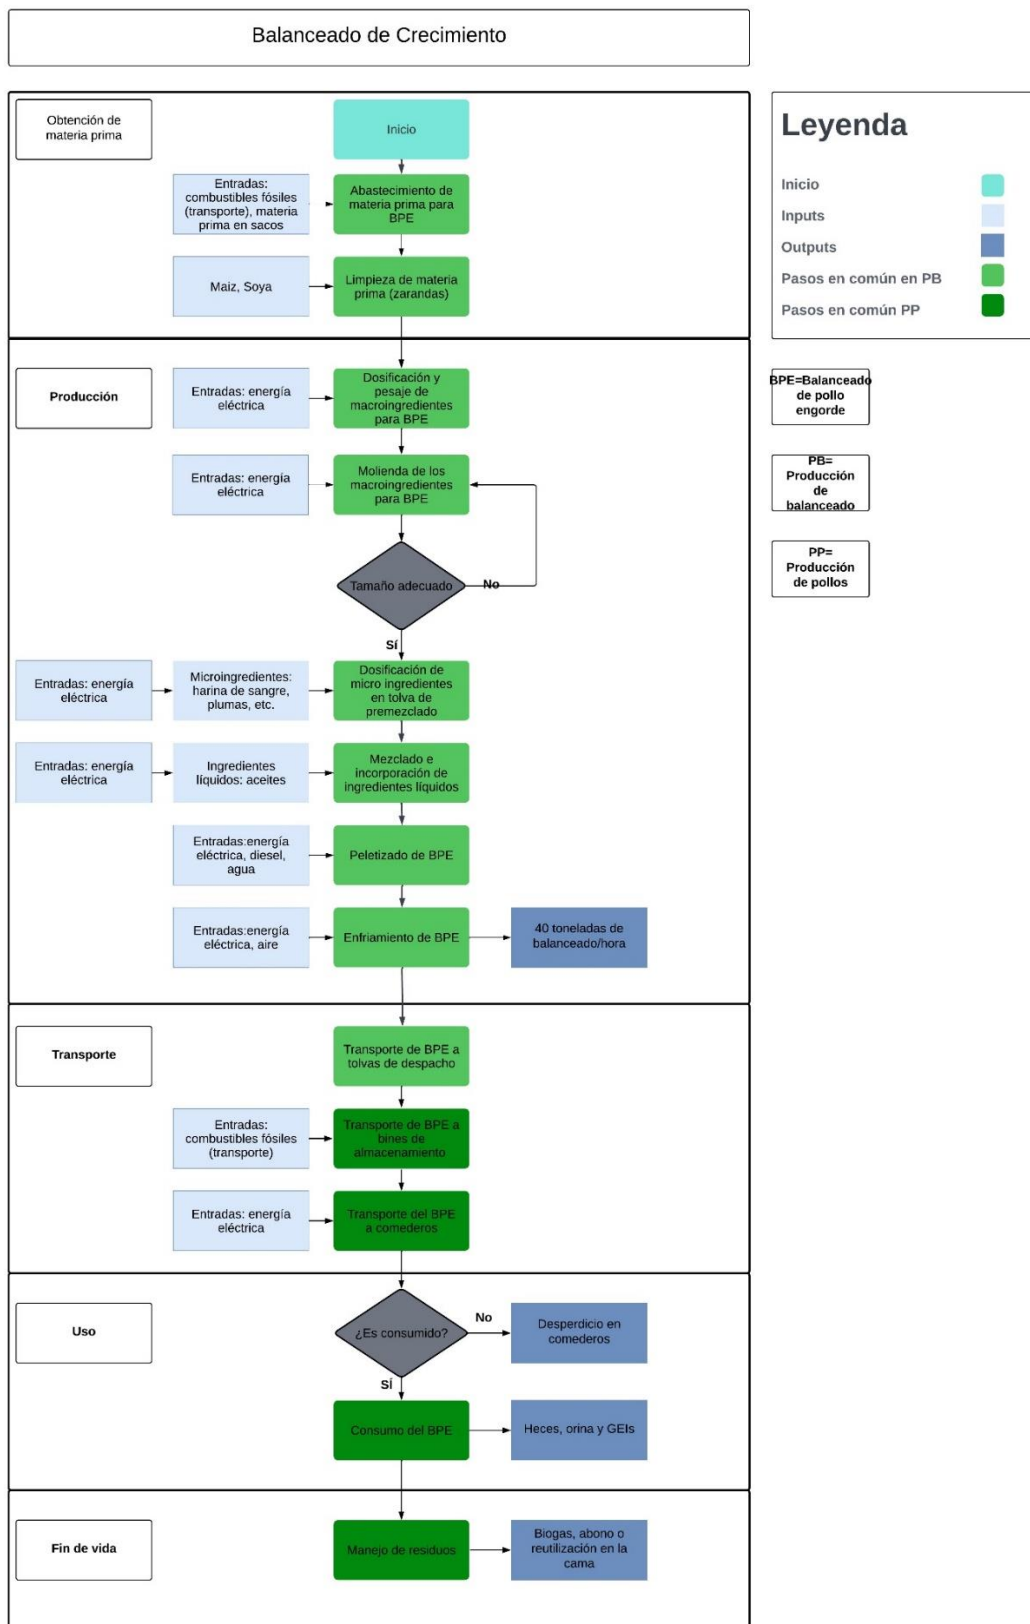 Balanceado de Crecimiento
Obtención de
materia prima
Inicio
Entradas:
combustibles fósiles
(transporte), materia
prima en sacos
Abastecimiento de
materia prima para
BPE
Maiz, Soya
Limpieza de materia
prima (zarandas)
Leyenda
Inicio
Inputs
Outputs
Pasos en común en PB
Pasos en común PP
BPE=Balanceado
de pollo
engorde
PB=
Producción
de
balanceado
PP=
Producción
de pollos
Producción
Entradas: energía
eléctrica
Dosificación y
pesaje de
macroingredientes
para BPE
Entradas: energía
eléctrica
Molienda de los
macroingredientes
para BPE
Tamaño adecuado
No
Sí
Entradas: energía
eléctrica
Microingredientes:
harina de sangre,
plumas, etc.
Dosificación de
micro ingredientes
en tolva de
premezclado
Entradas: energía
eléctrica
Ingredientes
líquidos: aceites
Mezclado e
incorporación de
ingredientes líquidos
Entradas:energía
eléctrica, diesel,
agua
Peletizado de BPE
Entradas:energía
eléctrica, aire
Enfriamiento de BPE
40 toneladas de
balanceado/hora
Transporte
Transporte de BPE a
tolvas de despacho
Entradas:
combustibles fósiles
(transporte)
Transporte de BPE a
bines de
almacenamiento
Entradas: energía
eléctrica
Transporte del BPE
a comederos
Uso
¿Es consumido?
No
Desperdicio en
comederos
SÍ
Consumo del BPE
Heces, orina y GEIs
Fin de vida
Manejo de residuos
Biogas, abono o
reutilización en la
cama